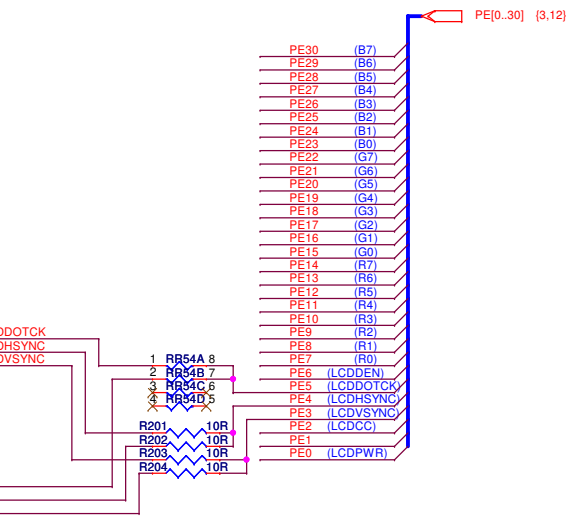 PE[0..30] {3,12}
PE30 (B7)
PE29 (B6)
PE28 (B5)
PE27 (B4)
PE26 (B3)
PE25 (B2)
PE24 (B1)
PE23 (B0)
PE22 (G7)
PE21 (G6)
PE20 (G5)
PE19 (G4)
PE18 (G3)
PE17 (G2)
PE16 (G1)
PE15 (G0)
PE14 (R7)
PE13 (R6)
PE12 (R5)
PE11 (R4)
PE10 (R3)
DDOTCK PE9 (R2)
DHSYNC PE8 (R1)
DVSYNC 1 RR54A 8 PE7 (R0)
2 RR54B 7 PE6 (LCDDEN)
3 RR54C 6 PE5 (LCDDOTCK)
4 RR54D 5 PE4 (LCDHSYNC)
PE3 (LCDVSYNC)
R201 10R PE2 (LCDCC)
R202 10R PE1
R203 10R PE0 (LCDPWR)
R204 10R